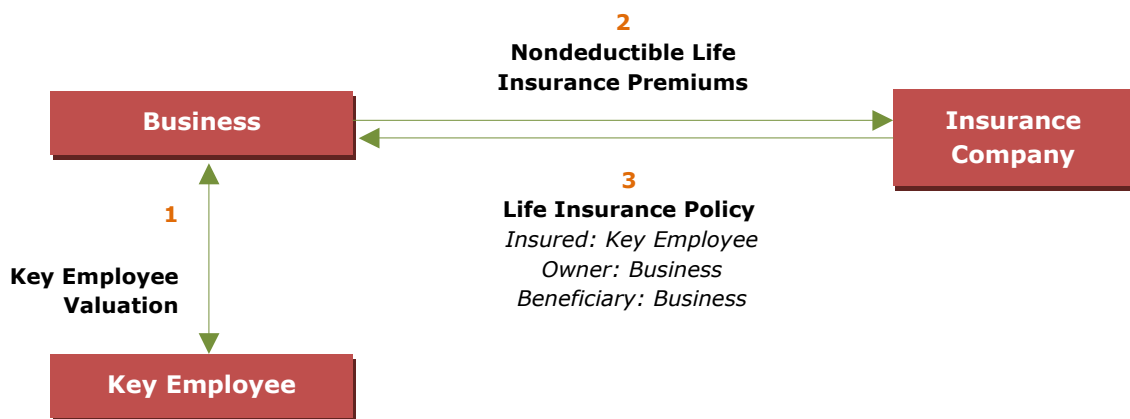 2
Nondeductible Life
Insurance Premiums
Business
Insurance
Company
3
Life Insurance Policy
Insured: Key Employee
Owner: Business
Beneficiary: Business
1
Key Employee
Valuation
Key Employee